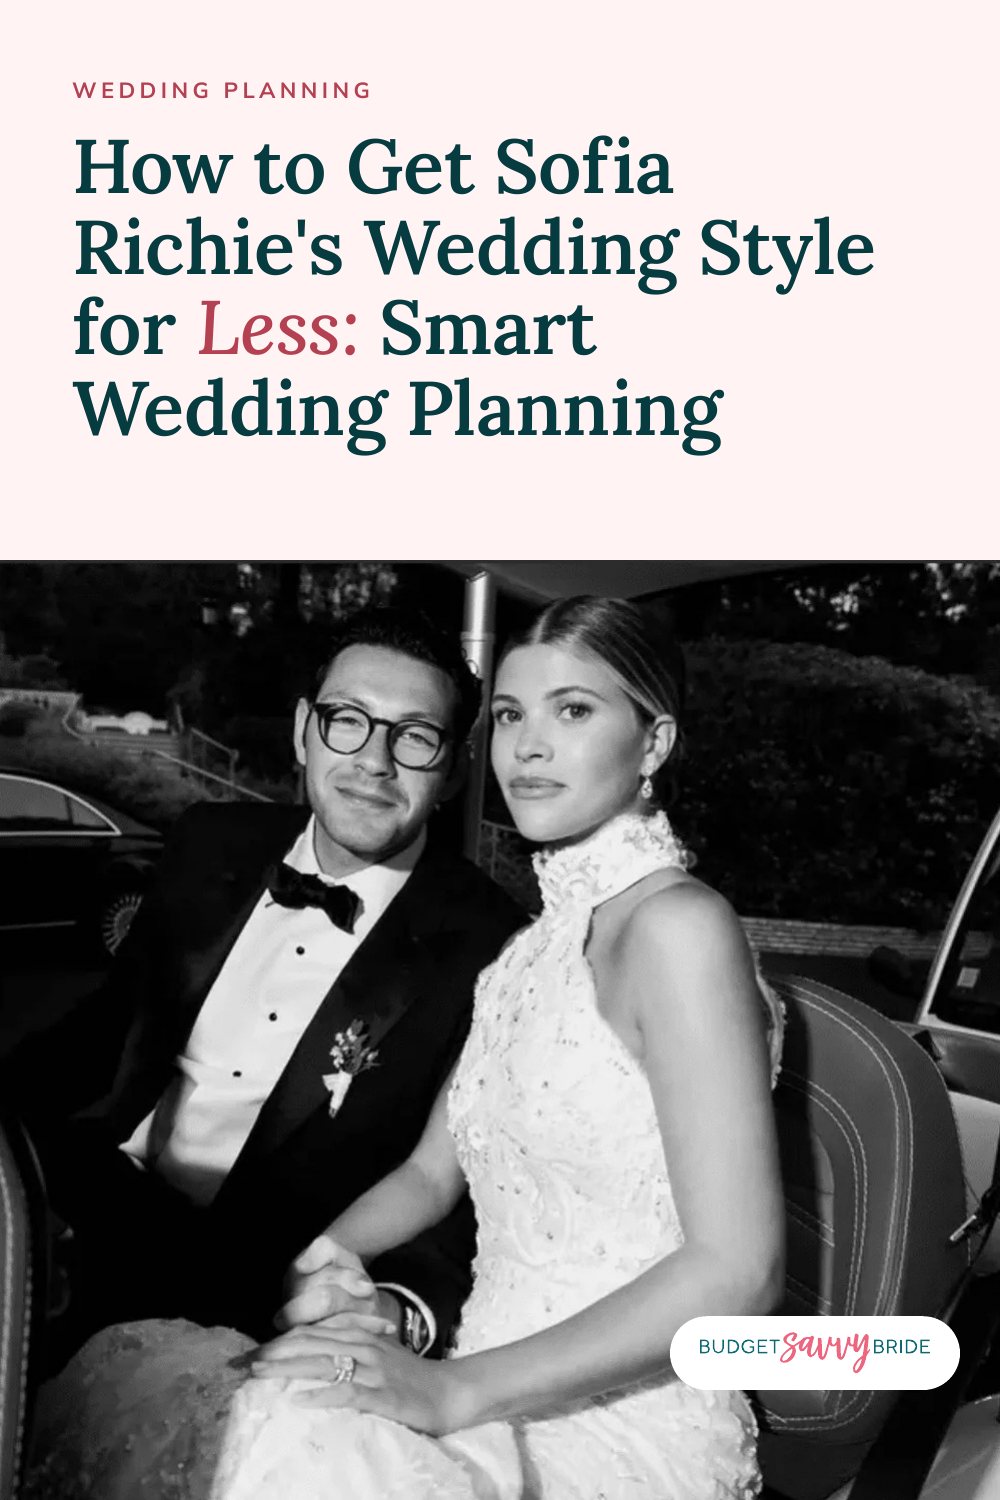 WEDDING PLANNING
How to Get Sofia
Richie's Wedding Style
for Less: Smart
Wedding Planning
BUDGET savvy BRIDE